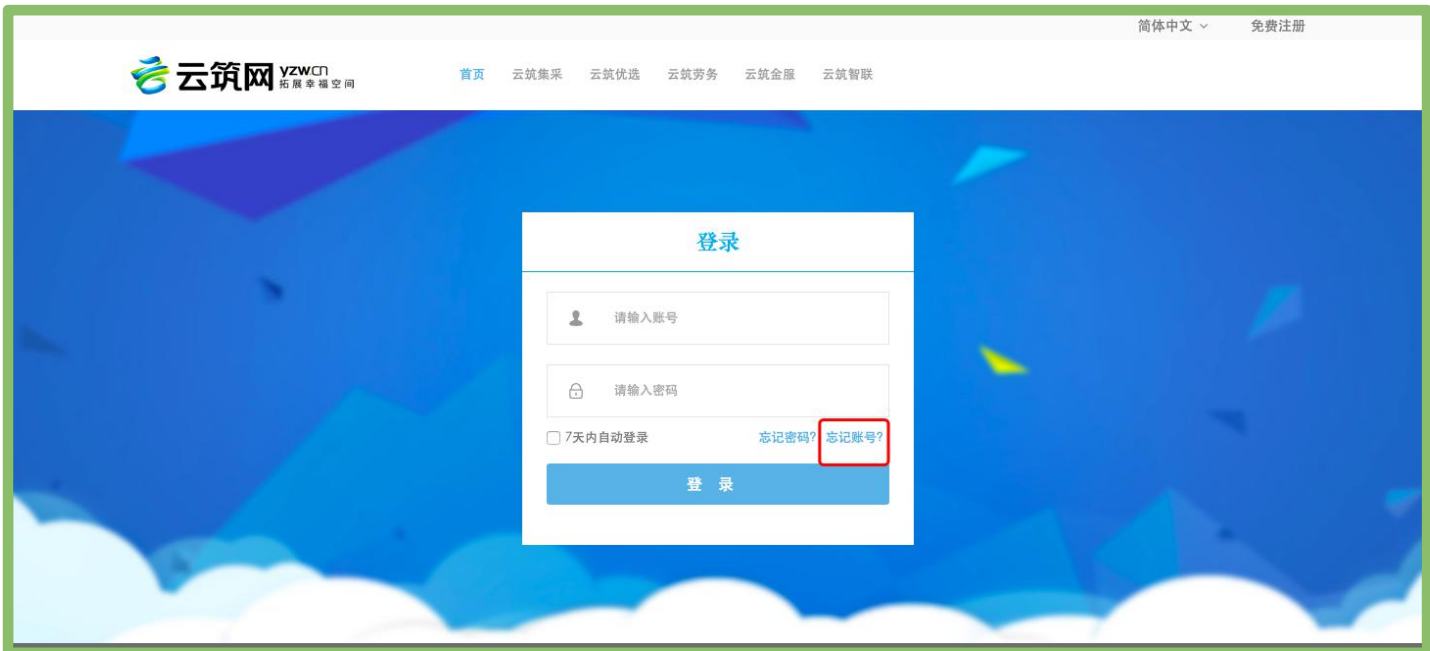 简体中文 免费注册
云筑网 yzw.cn
拓展幸福空间
首页 云筑集采 云筑优选 云筑劳务 云筑金服 云筑智联
登录
请输入账号
请输入密码
7天内自动登录 忘记密码? 忘记账号?
登 录